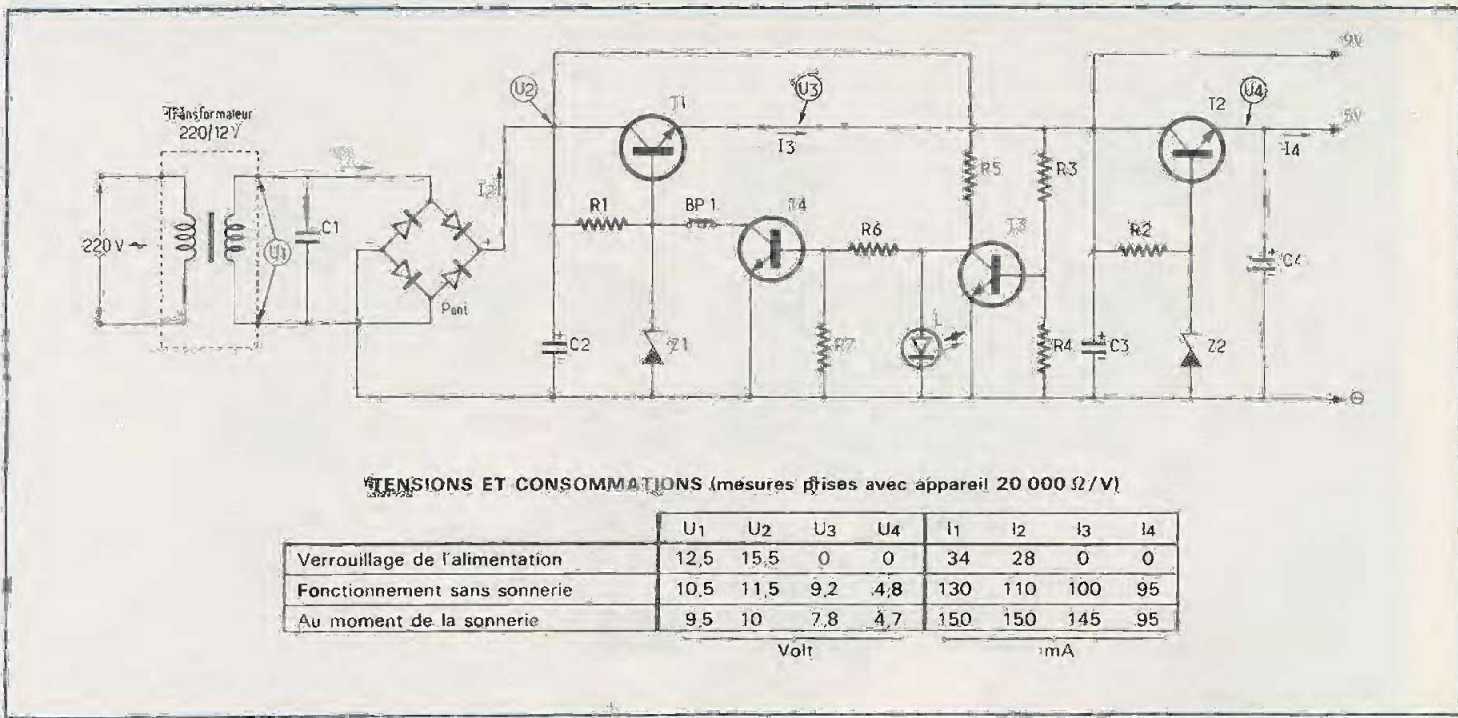 Transformateur
220/12 V
220 V ~
U1
C1
I2
Pont
U2
T1
U3
I3
R1
BP 1
T4
R6
T3
R5
R3
R7
L
R4
C2
Z1
C3
R2
Z2
T2
U4
I4
C4
9V
5V
TENSIONS ET CONSOMMATIONS (mesures prises avec appareil 20 000 Ω/V)
U1 U2 U3 U4 I1 I2 I3 I4
Verrouillage de l'alimentation 12,5 15,5 0 0 34 28 0 0
Fonctionnement sans sonnerie 10,5 11,5 9,2 4,8 130 110 100 95
Au moment de la sonnerie 9,5 10 7,8 4,7 150 150 145 95
Volt mA